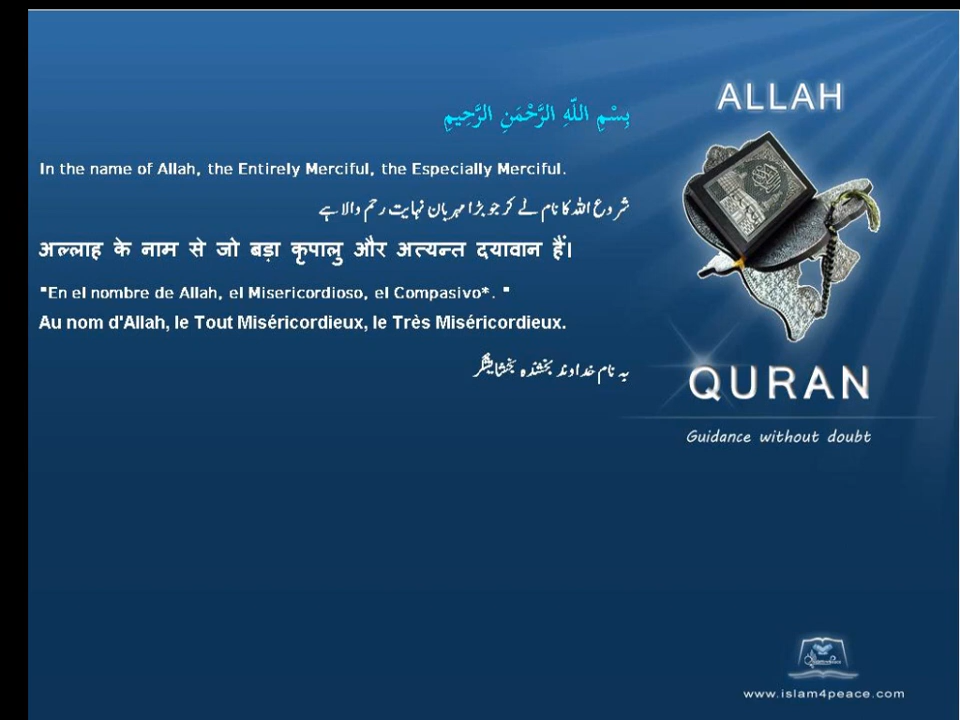 بِسْمِ اللّهِ الرَّحْمَنِ الرَّحِيمِ
In the name of Allah, the Entirely Merciful, the Especially Merciful.
شروع الله کا نام لے کر جو بڑا مہربان نہایت رحم والا ہے
अल्लाह के नाम से जो बड़ा कृपालु और अत्यन्त दयावान हैं।
"En el nombre de Allah, el Misericordioso, el Compasivo*. "
Au nom d'Allah, le Tout Miséricordieux, le Très Miséricordieux.
به نام خداوند بخشنده بخشایشگر
ALLAH
QURAN
Guidance without doubt
www.islam4peace.com